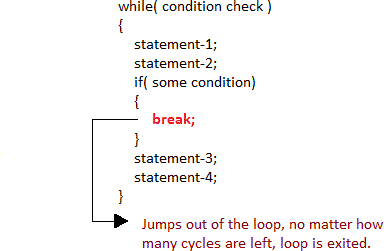 while( condition check )
{
statement-1;
statement-2;
if( some condition)
{
break;
}
statement-3;
statement-4;
}
Jumps out of the loop, no matter how
many cycles are left, loop is exited.